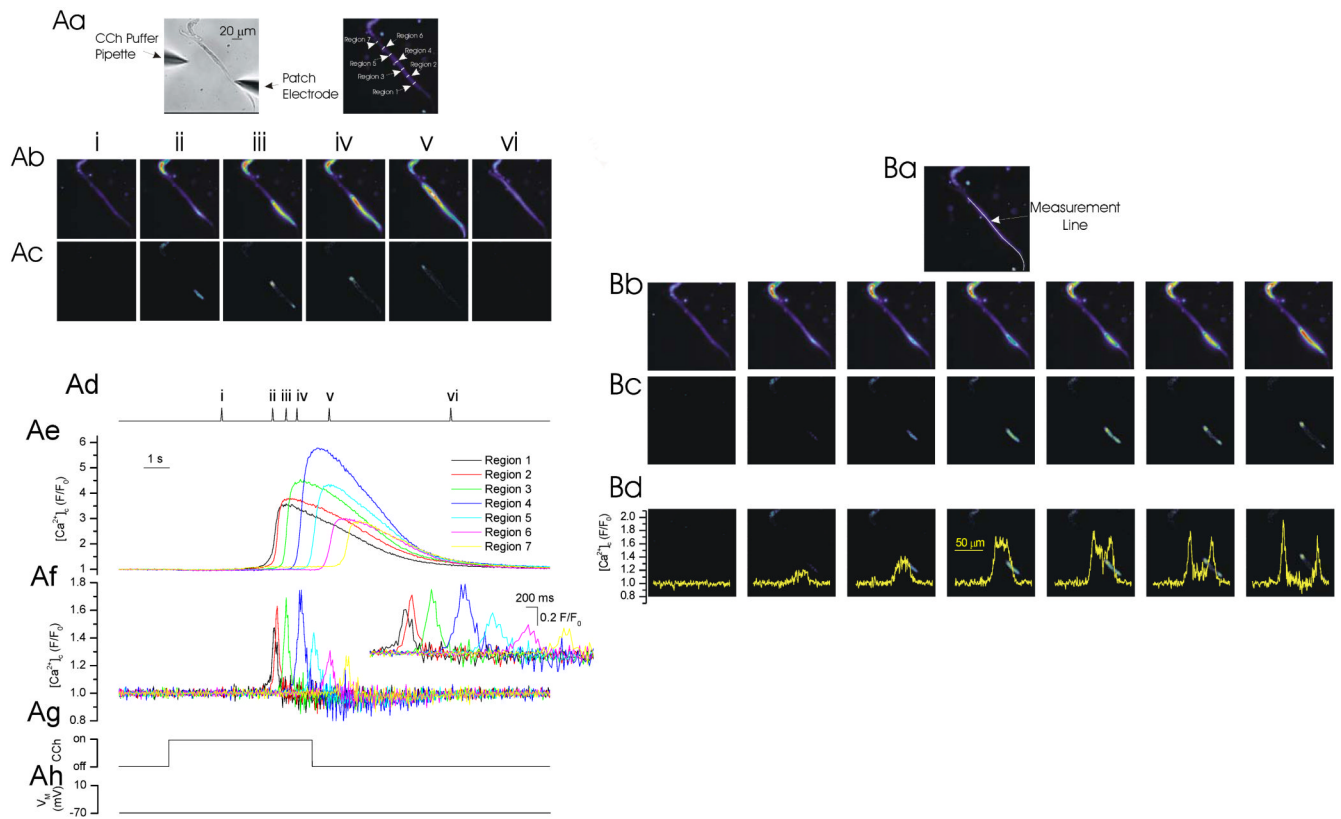 Aa
CCh Puffer
Pipette
20 µm
Patch
Electrode
Region 7
Region 6
Region 4
Region 5
Region 2
Region 3
Region 1
i ii iii iv v vi
Ab
Ac
Ad
i ii iii iv v vi
Ae
1 s
6
5
4
3
2
1
[Ca²⁺]c (F/F₀)
Region 1
Region 2
Region 3
Region 4
Region 5
Region 6
Region 7
Af
1.8
1.6
1.4
1.2
1.0
0.8
[Ca²⁺]c (F/F₀)
200 ms
0.2 F/F₀
Ag
on
off
CCh
Ah
10
-70
VM
(mV)
Ba
Measurement
Line
Bb
Bc
Bd
2.0
1.8
1.6
1.4
1.2
1.0
0.8
[Ca²⁺]c (F/F₀)
50 µm